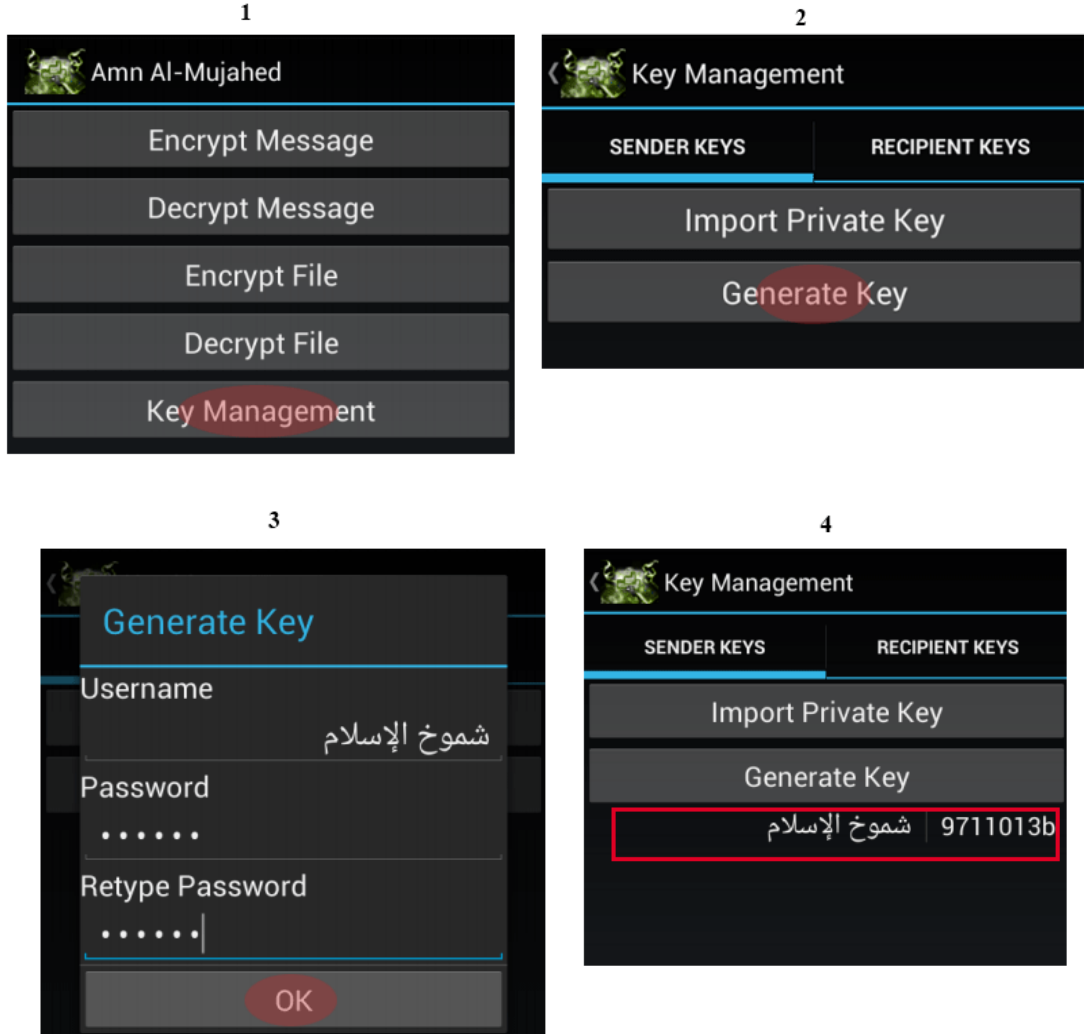 1
Amn Al-Mujahed
Encrypt Message
Decrypt Message
Encrypt File
Decrypt File
Key Management
2
Key Management
SENDER KEYS RECIPIENT KEYS
Import Private Key
Generate Key
3
Generate Key
Username
شموخ الإسلام
Password
••••••
Retype Password
••••••
OK
4
Key Management
SENDER KEYS RECIPIENT KEYS
Import Private Key
Generate Key
شموخ الإسلام 9711013b